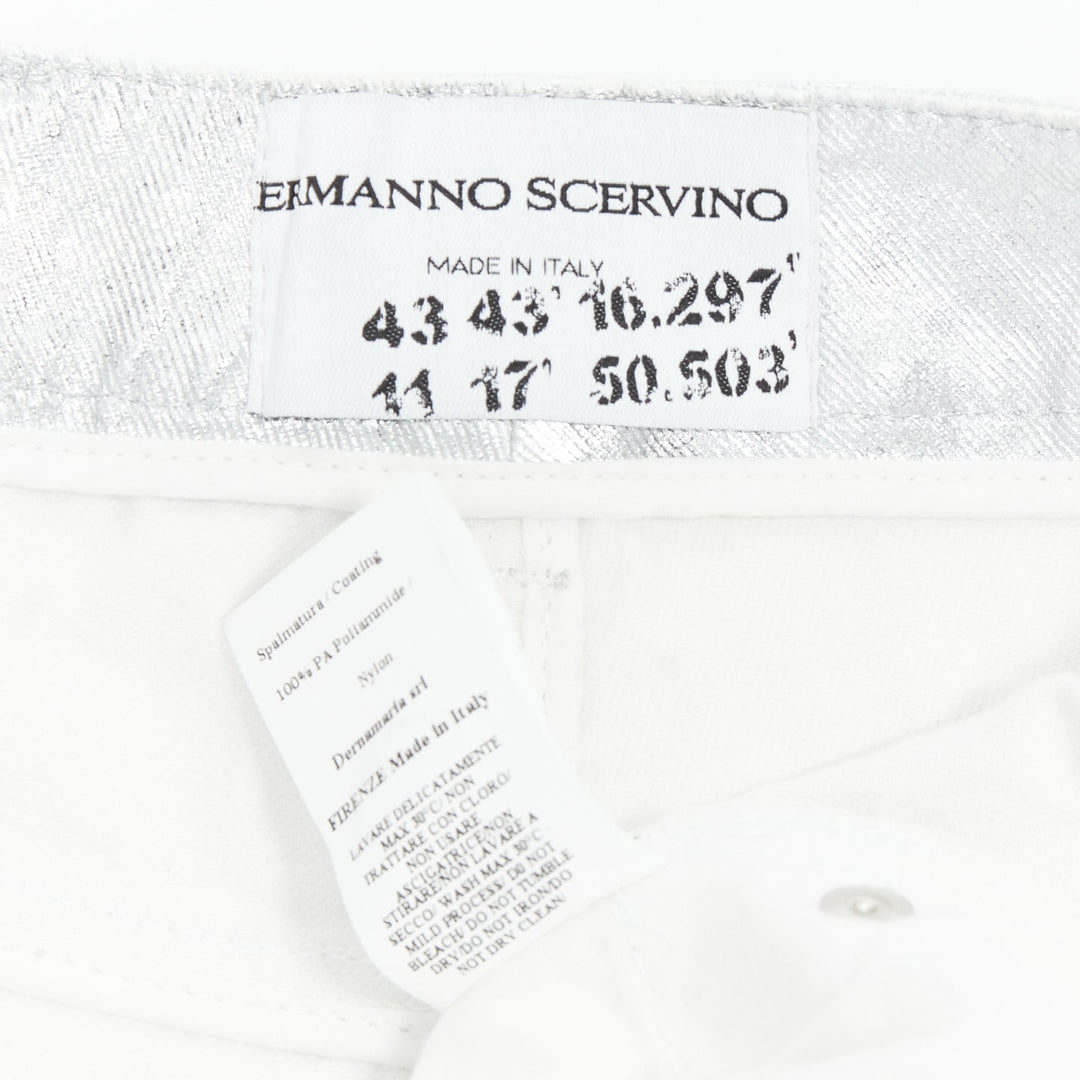 ERMANNO SCERVINO
MADE IN ITALY
43 43' 16.297"
11 17' 50.503"
Spalmatura / Coating
100% PA Poliammide /
Nylon
Dernamaria srl
FIRENZE Made in Italy
LAVARE DELICATAMENTE
MAX 30°C/ NON
TRATTARE CON CLORO/
NON USARE
ASCIGATRICE/NON
STIRARE/NON LAVARE A
SECCO/ WASH MAX 30°C .
MILD PROCESS/ DO NOT
BLEACH/ DO NOT TUMBLE
DRY/DO NOT IRON/DO
NOT DRY CLEAN/